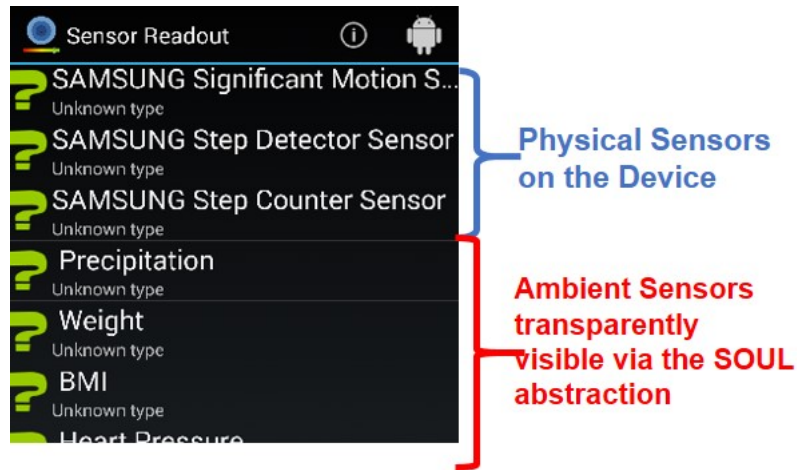 Sensor Readout
SAMSUNG Significant Motion S...
Unknown type
SAMSUNG Step Detector Sensor
Unknown type
SAMSUNG Step Counter Sensor
Unknown type
Precipitation
Unknown type
Weight
Unknown type
BMI
Unknown type
Heart Pressure
Physical Sensors
on the Device
Ambient Sensors
transparently
visible via the SOUL
abstraction